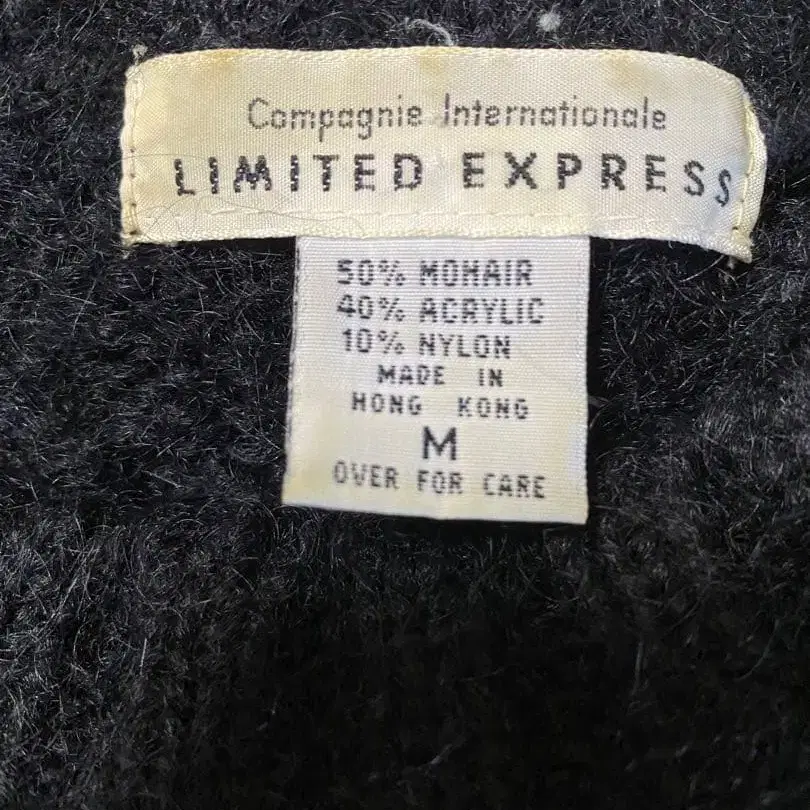 Compagnie Internationale
LIMITED EXPRESS
50% MOHAIR
40% ACRYLIC
10% NYLON
MADE IN
HONG KONG
M
OVER FOR CARE